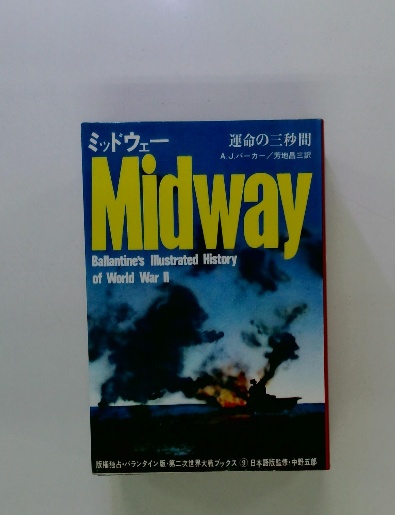 ミッドウェー
運命の三秒間
A.J.バーカー/芳地昌三訳
Midway
Ballantine's Illustrated History
of World War II
版権独占・バランタイン版・第二次世界大戦ブックス ⑨ 日本語版監修・中野五郎